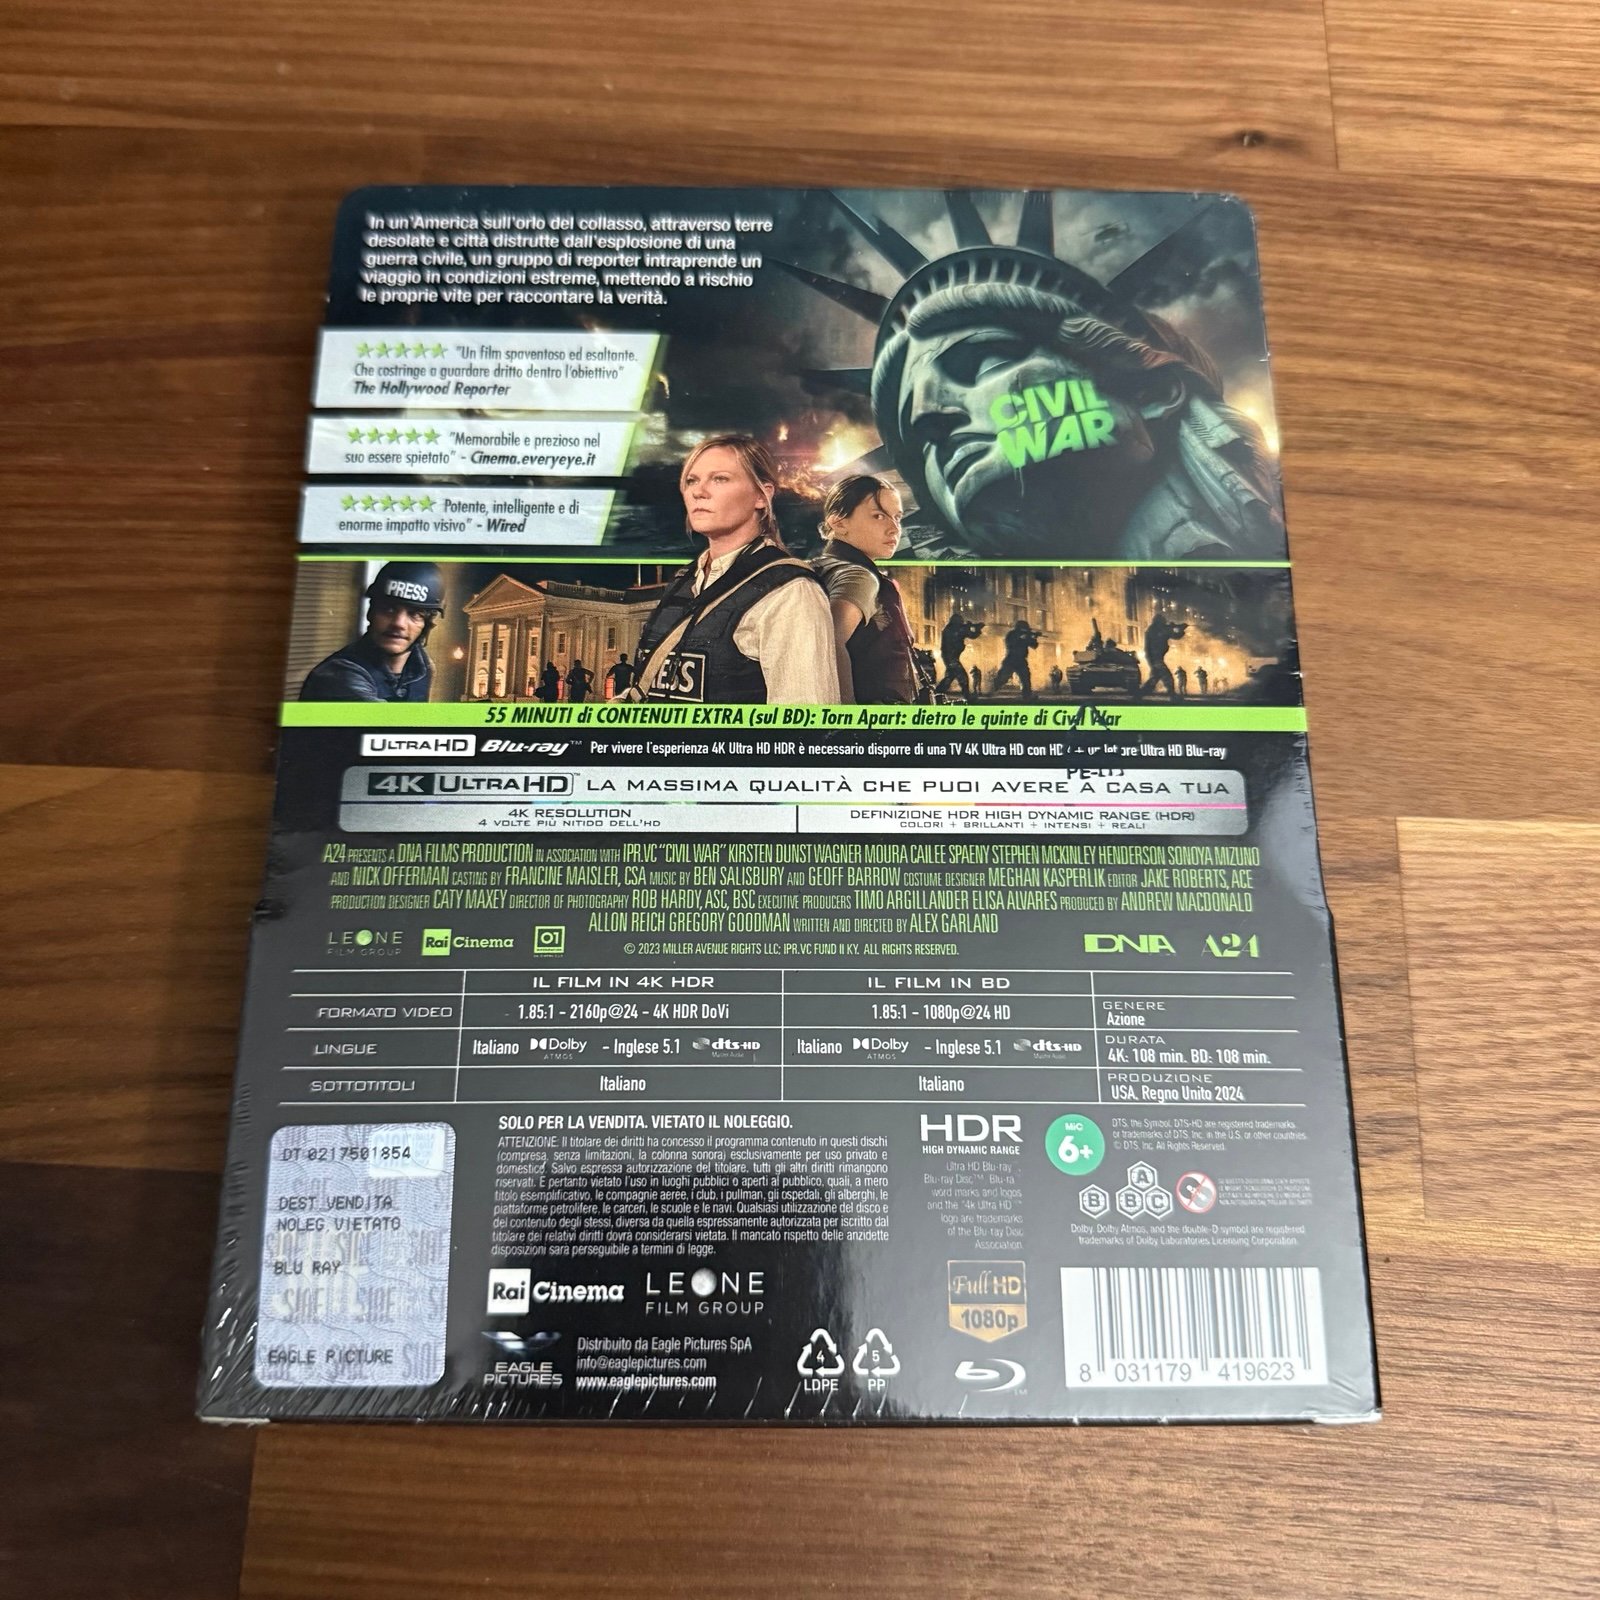 In un'America sull'orlo del collasso, attraverso terre
desolate e città distrutte dall'esplosione di una
guerra civile, un gruppo di reporter intraprende un
viaggio in condizioni estreme, mettendo a rischio
le proprie vite per raccontare la verità.
"Un film spaventoso ed esaltante.
Che costringe a guardare dritto dentro l'obiettivo"
The Hollywood Reporter
"Memorabile e prezioso nel
suo essere spietato" - Cinema.everyeye.it
Potente, intelligente e di
enorme impatto visivo" - Wired
CIVIL
WAR
PRESS
55 MINUTI di CONTENUTI EXTRA (sul BD): Torn Apart: dietro le quinte di Civil War
ULTRA HD Blu-ray™ Per vivere l'esperienza 4K Ultra HD HDR è necessario disporre di una TV 4K Ultra HD con Ultra HD Blu-ray
4K ULTRA HD LA MASSIMA QUALITÀ CHE PUOI AVERE A CASA TUA
4K RESOLUTION
4 VOLTE PIÙ NITIDO DELL'HD
DEFINIZIONE HDR HIGH DYNAMIC RANGE (HDR)
COLORI + BRILLANTI + INTENSI + REALI
A24 PRESENTS A DNA FILMS PRODUCTION IN ASSOCIATION WITH IPR.VC "CIVIL WAR" KIRSTEN DUNST WAGNER MOURA CAILEE SPAENY STEPHEN MCKINLEY HENDERSON SONOYA MIZUNO
AND NICK OFFERMAN CASTING BY FRANCINE MAISLER, CSA MUSIC BY BEN SALISBURY AND GEOFF BARROW COSTUME DESIGNER MEGHAN KASPERLIK EDITOR JAKE ROBERTS, ACE
PRODUCTION DESIGNER CATY MAXEY DIRECTOR OF PHOTOGRAPHY ROB HARDY, ASC, BSC EXECUTIVE PRODUCERS TIMO ARGILLANDER ELISA ALVARES PRODUCED BY ANDREW MACDONALD
ALLON REICH GREGORY GOODMAN WRITTEN AND DIRECTED BY ALEX GARLAND
LEONE
FILM GROUP
Rai Cinema
01
© 2023 MILLER AVENUE RIGHTS LLC; IPR.VC FUND II KY. ALL RIGHTS RESERVED.
DNA A24
IL FILM IN 4K HDR IL FILM IN BD
FORMATO VIDEO 1.85:1 - 2160p@24 - 4K HDR DoVi 1.85:1 - 1080p@24 HD
GENERE
Azione
LINGUE Italiano Dolby ATMOS - Inglese 5.1 dts-HD Master Audio Italiano Dolby ATMOS - Inglese 5.1 dts-HD Master Audio
DURATA
4K: 108 min. BD: 108 min.
SOTTOTITOLI Italiano Italiano
PRODUZIONE
USA, Regno Unito 2024
DT 0217501854
DEST VENDITA
NOLEG VIETATO
BLU RAY
EAGLE PICTURE
SOLO PER LA VENDITA. VIETATO IL NOLEGGIO.
ATTENZIONE. Il titolare dei diritti ha concesso il programma contenuto in questi dischi
(compresa, senza limitazioni, la colonna sonora) esclusivamente per uso privato e
domestico. Salvo espressa autorizzazione del titolare, tutti gli altri diritti rimangono
riservati. È pertanto vietato l'uso in luoghi pubblici o aperti al pubblico, quali, a mero
titolo esemplificativo, le compagnie aeree, i club, i pullman, gli ospedali, gli alberghi, le
piattaforme petrolifere, le carceri, le scuole e le navi. Qualsiasi utilizzazione del disco e
del contenuto degli stessi, diversa da quella espressamente autorizzata per iscritto dal
titolare dei relativi diritti dovrà considerarsi vietata. Il mancato rispetto delle anzidette
disposizioni sarà perseguibile a termini di legge.
HDR
HIGH DYNAMIC RANGE
Ultra HD Blu-ray
Blu-ray Disc™ Blu-ra
word marks and logos
and the "4k Ultra HD"
logo are trademarks
of the Blu-ray Disc
Association
MiC
6+
DTS, the Symbol, DTS-HD are registered trademarks
or trademarks of DTS, Inc. in the U.S. or other countries.
© DTS, Inc. All Rights Reserved.
A
B B C
Dolby, Dolby Atmos, and the double-D symbol are registered
trademarks of Dolby Laboratories Licensing Corporation.
Rai Cinema
LEONE
FILM GROUP
EAGLE
PICTURES
Distribuito da Eagle Pictures SpA
info@eaglepictures.com
www.eaglepictures.com
4
LDPE
5
PP
Full HD
1080p
8 031179 419623